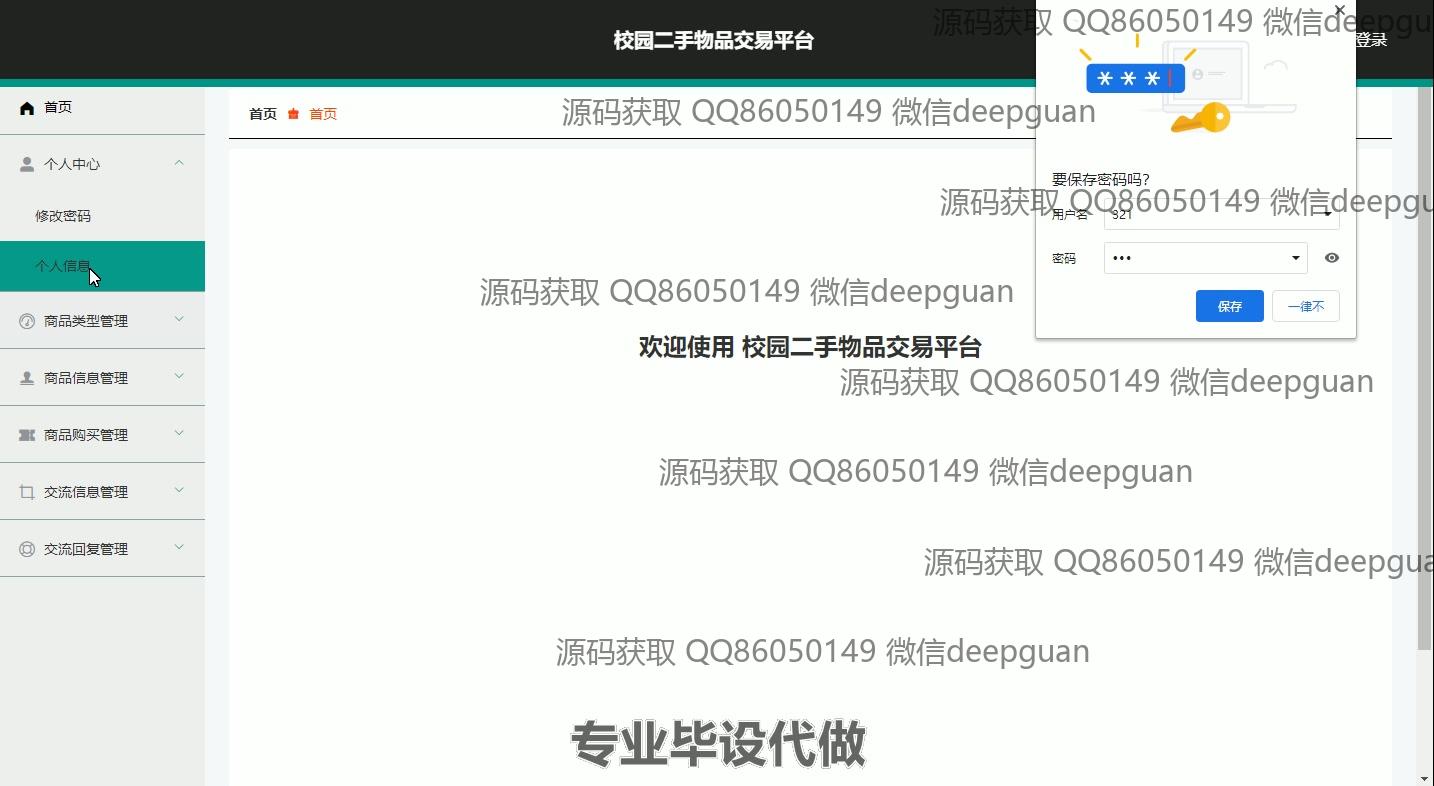 校园二手物品交易平台
源码获取 QQ86050149 微信deepgu
登录
首页
首页 首页
源码获取 QQ86050149 微信deepguan
个人中心
要保存密码吗?
源码获取 QQ86050149 微信deepgu
修改密码
用户名 321
个人信息
密码 •••
源码获取 QQ86050149 微信deepguan
保存 一律不
商品类型管理
欢迎使用 校园二手物品交易平台
商品信息管理
源码获取 QQ86050149 微信deepguan
商品购买管理
源码获取 QQ86050149 微信deepguan
交流信息管理
交流回复管理
源码获取 QQ86050149 微信deepgua
源码获取 QQ86050149 微信deepguan
专业毕设代做